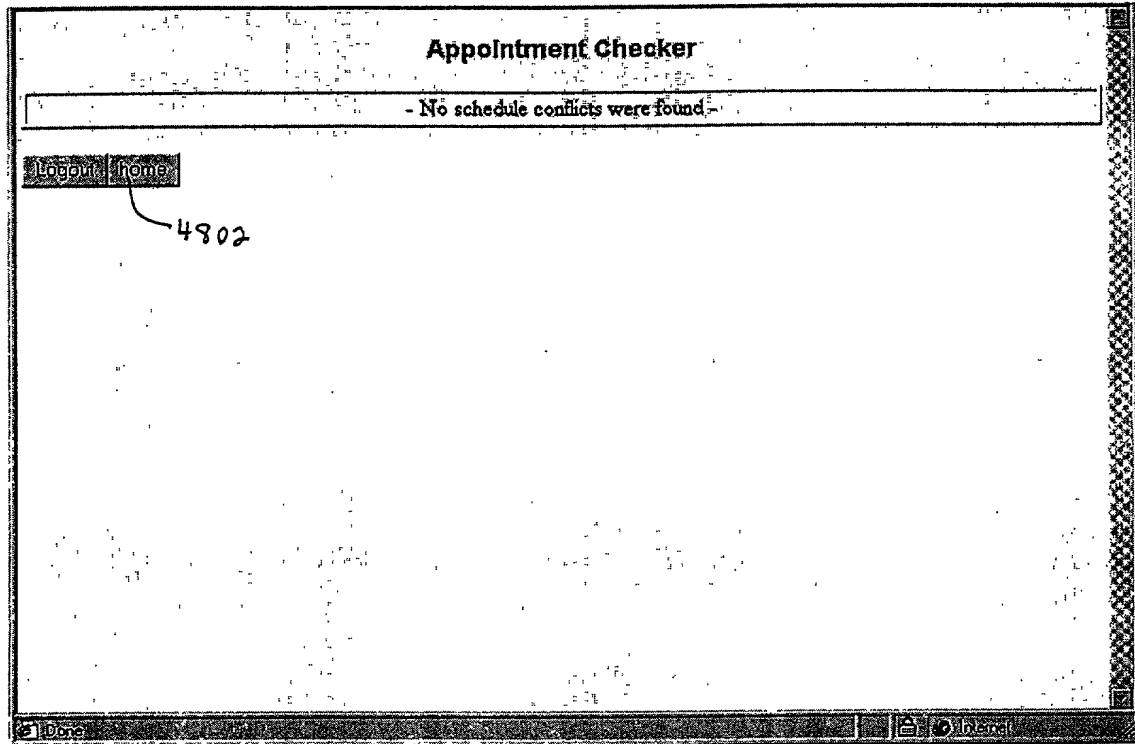 Appointment Checker
- No schedule conflicts were found -
Logout home
4802
Done Internet